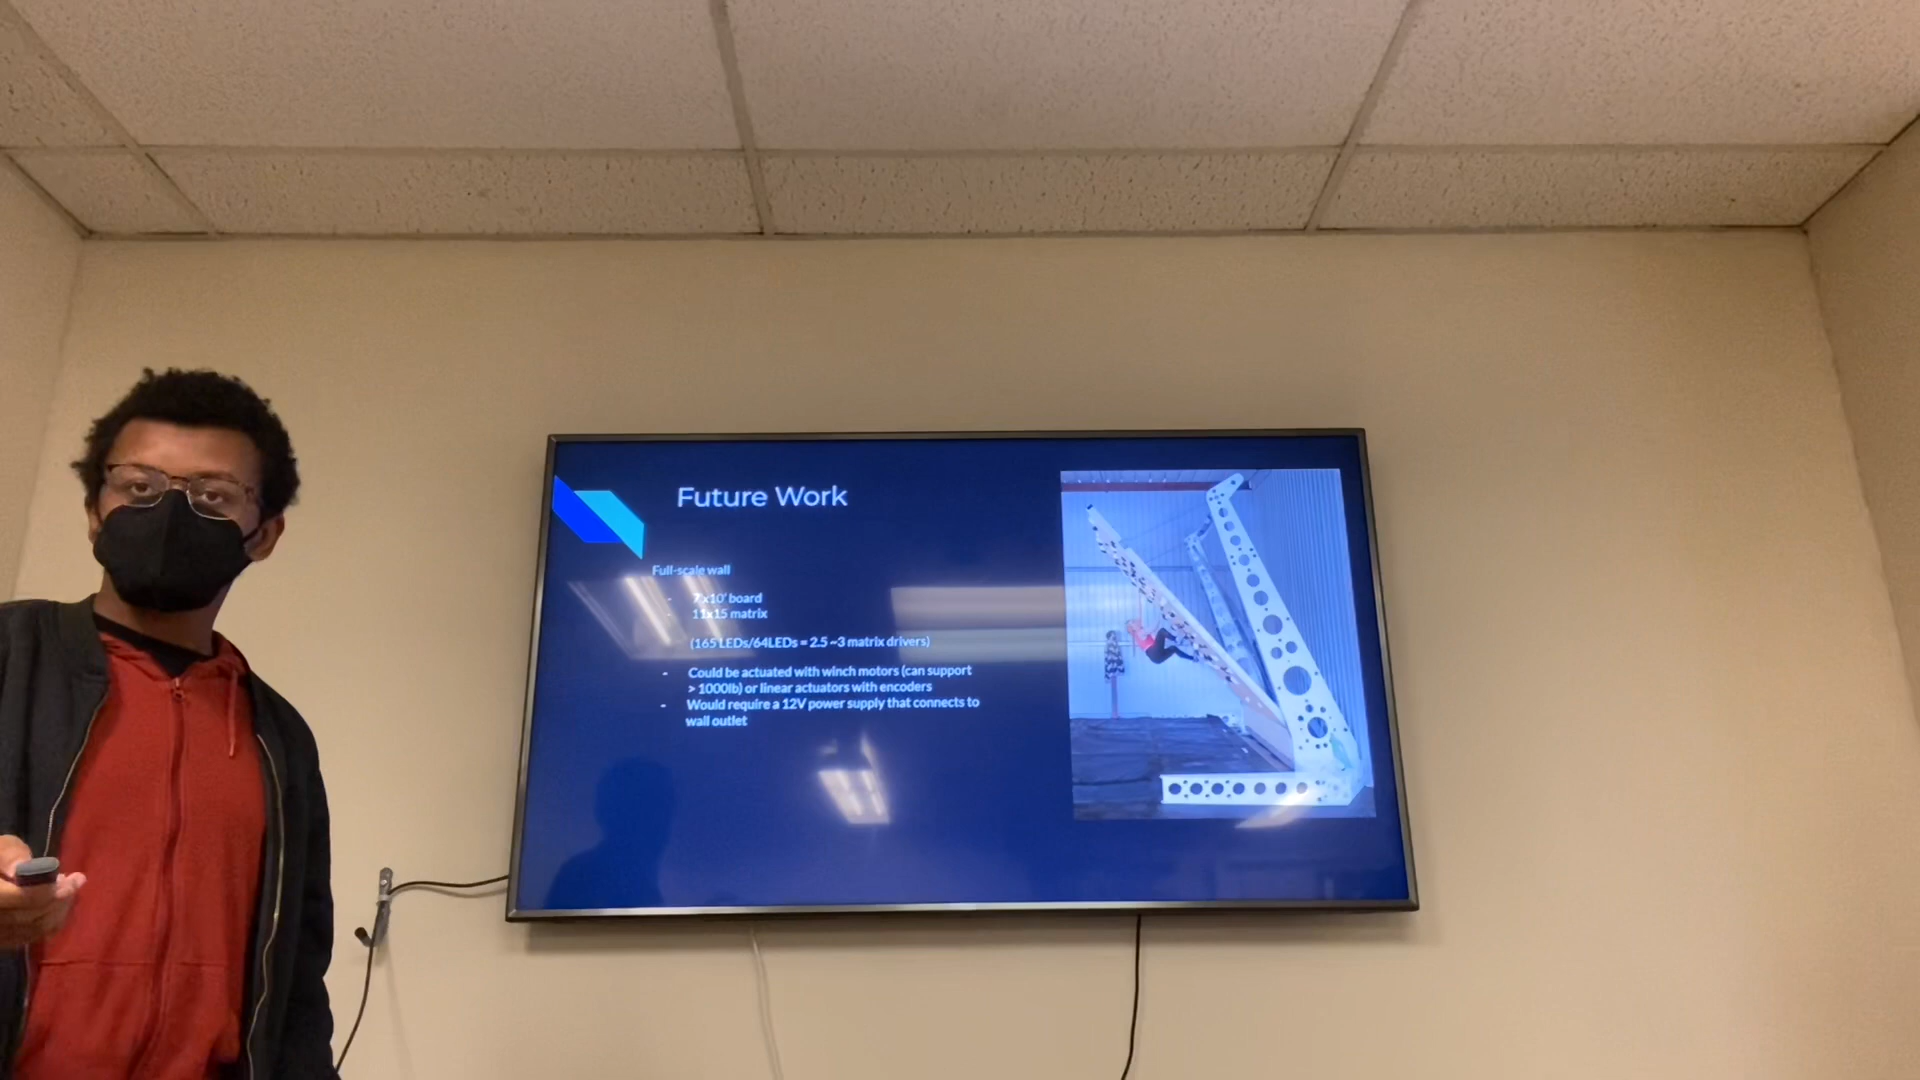 Future Work
Full-scale wall
- 7'x10' board
- 11x15 matrix
(165 LEDs/64LEDs = 2.5 ~3 matrix drivers)
- Could be actuated with winch motors (can support
> 1000lb) or linear actuators with encoders
- Would require a 12V power supply that connects to
wall outlet